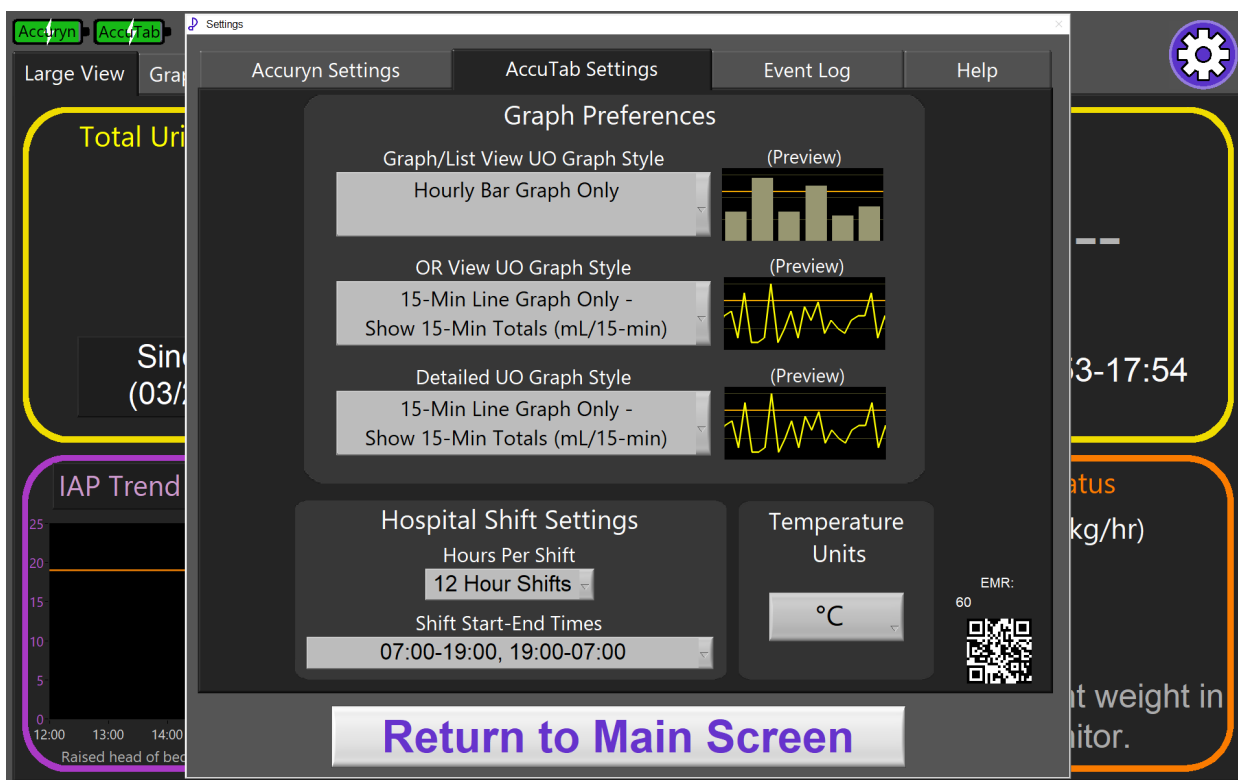 Accuryn AccuTab
Settings
Large View Gra
Accuryn Settings AccuTab Settings Event Log Help
Total Uri
Graph Preferences
Graph/List View UO Graph Style (Preview)
Hourly Bar Graph Only
--
OR View UO Graph Style (Preview)
15-Min Line Graph Only -
Show 15-Min Totals (mL/15-min)
Sinc
(03/2
53-17:54
Detailed UO Graph Style (Preview)
15-Min Line Graph Only -
Show 15-Min Totals (mL/15-min)
IAP Trend
atus
kg/hr)
25
20
15
10
5
0
12:00 13:00 14:00
Raised head of bed
Hospital Shift Settings
Hours Per Shift
12 Hour Shifts
Shift Start-End Times
07:00-19:00, 19:00-07:00
Temperature
Units
°C
EMR:
60
nt weight in
nitor.
Return to Main Screen